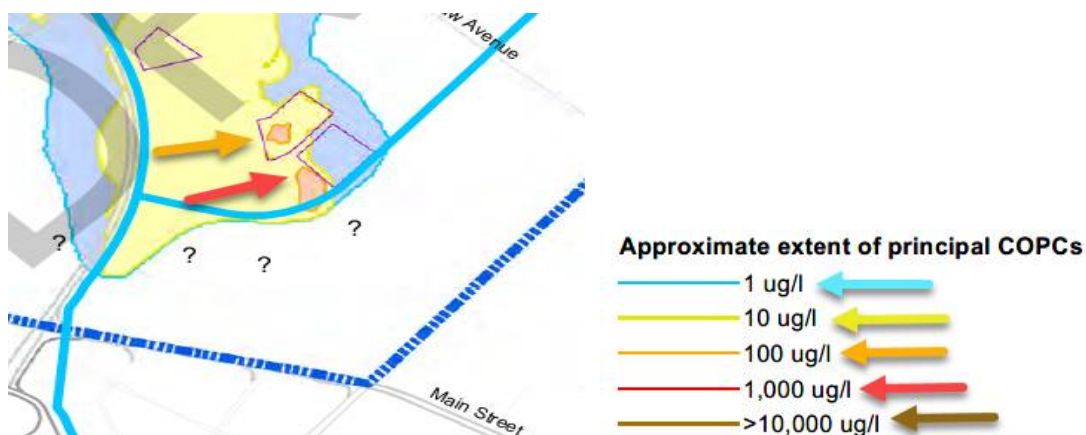 w Avenue
?
?
?
?
Main Street
Approximate extent of principal COPCs
1 ug/l
10 ug/l
100 ug/l
1,000 ug/l
>10,000 ug/l